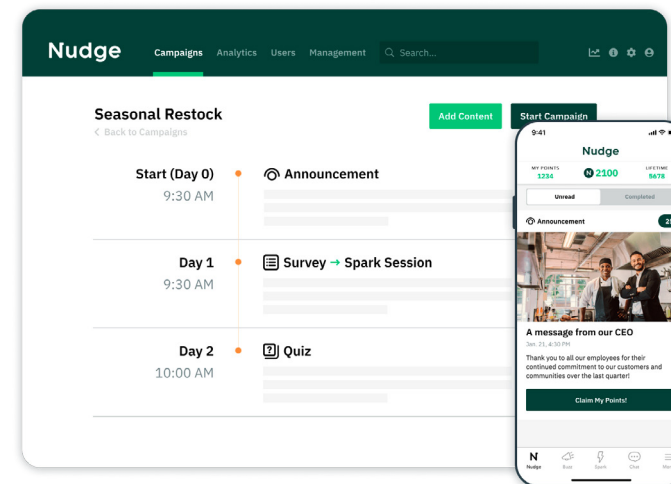 Nudge
Campaigns Analytics Users Management Search...
Seasonal Restock
< Back to Campaigns
Add Content
Start Campaign
Start (Day 0)
9:30 AM
Announcement
Day 1
9:30 AM
Survey → Spark Session
Day 2
10:00 AM
Quiz
9:41
Nudge
MY POINTS
1234
N 2100
LIFETIME
5678
Unread
Completed
Announcement
A message from our CEO
Jan. 21, 4:30 PM
Thank you to all our employees for their
continued commitment to our customers and
communities over the last quarter!
Claim My Points!
N
Nudge
Buzz
Spark
Chat